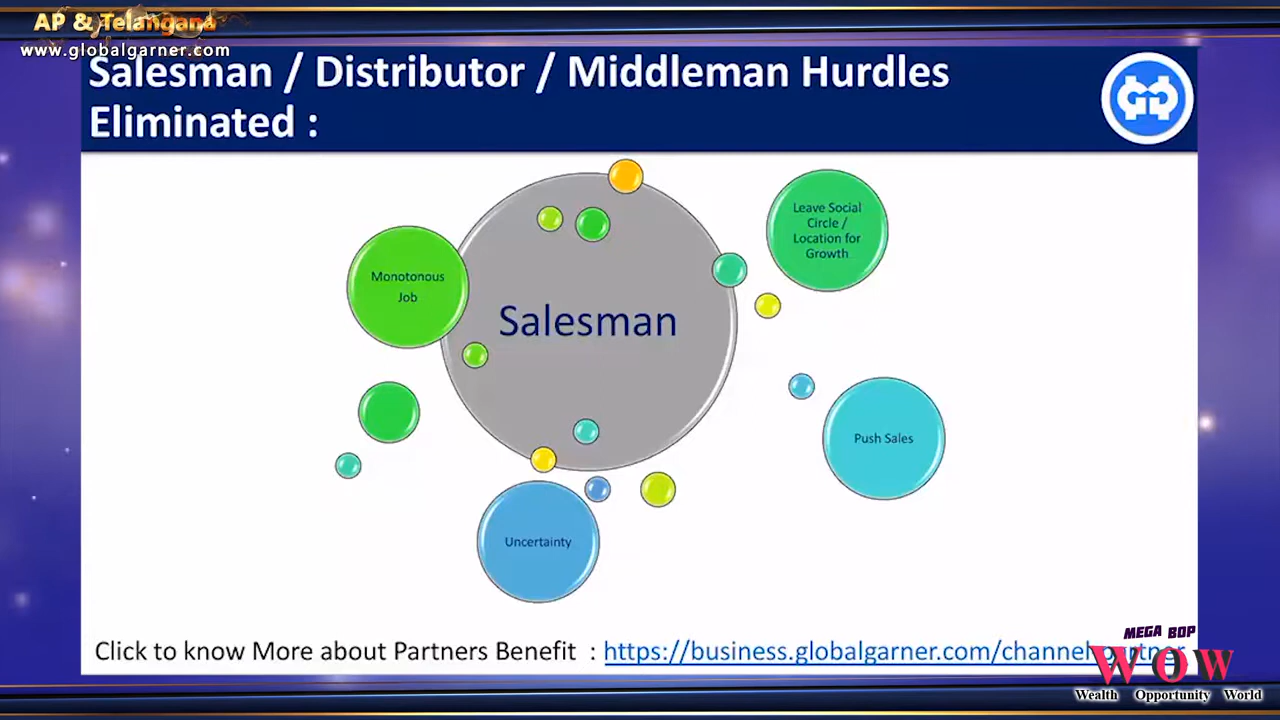 AP & Telangana
www.globalgarner.com
Salesman / Distributor / Middleman Hurdles
Eliminated :
Leave Social
Circle /
Location for
Growth
Monotonous
Job
Salesman
Push Sales
Uncertainty
Click to know More about Partners Benefit : https://business.globalgarner.com/channel-partner
MEGA BOP
WOW
Wealth Opportunity World